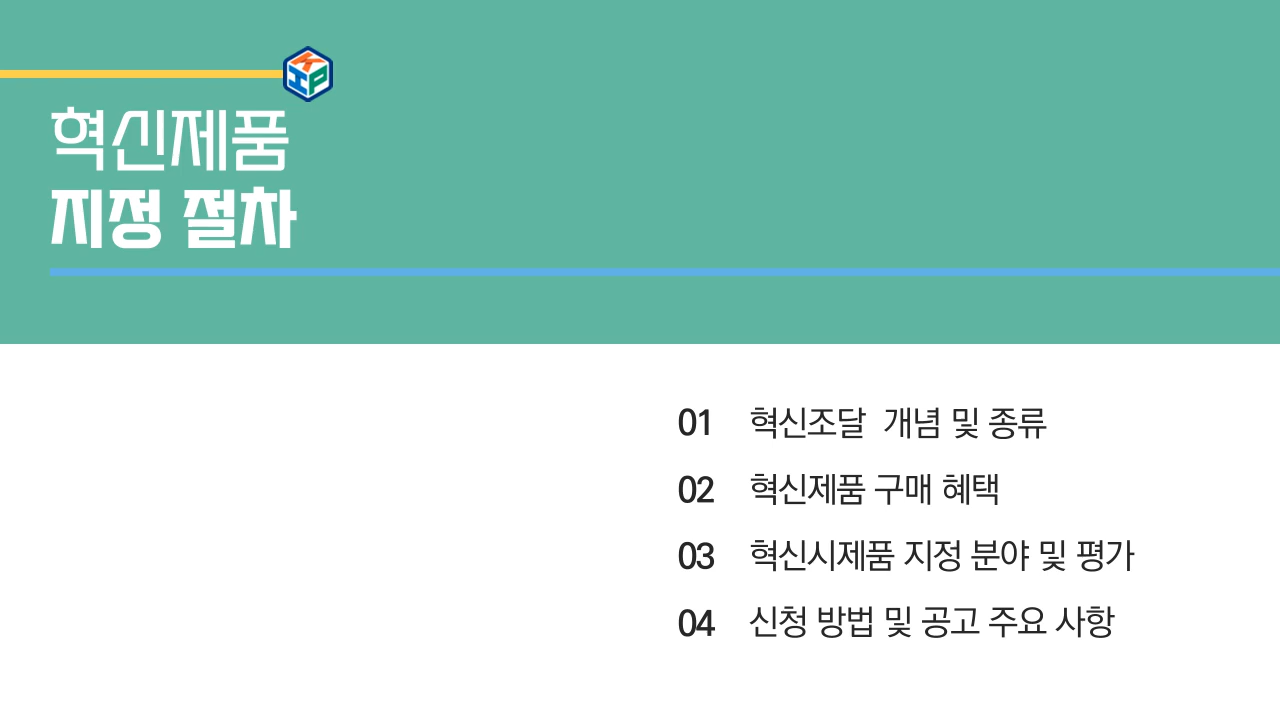 혁신제품
지정 절차
01 혁신조달 개념 및 종류
02 혁신제품 구매 혜택
03 혁신시제품 지정 분야 및 평가
04 신청 방법 및 공고 주요 사항